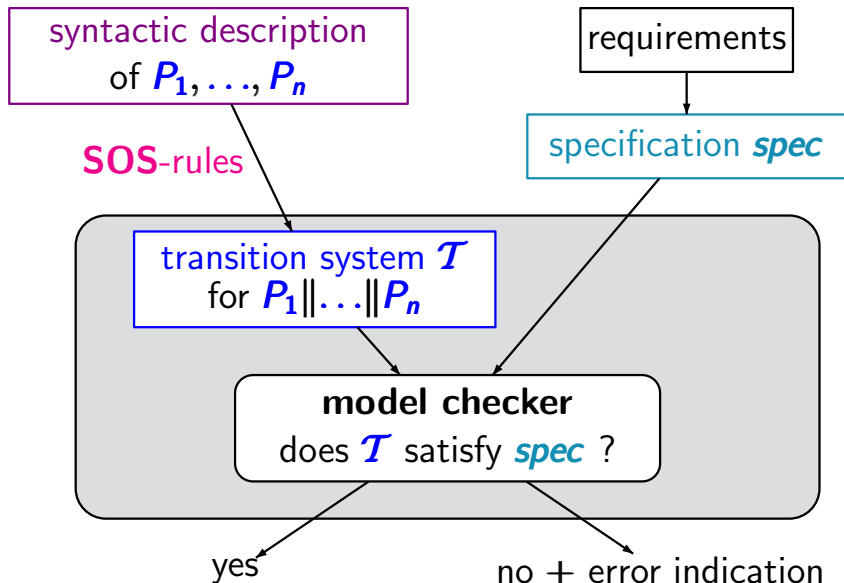 syntactic description
of P₁, . . . , Pₙ
requirements
specification spec
SOS-rules
transition system 𝒯
for P₁‖. . .‖Pₙ
model checker
does 𝒯 satisfy spec ?
yes
no + error indication